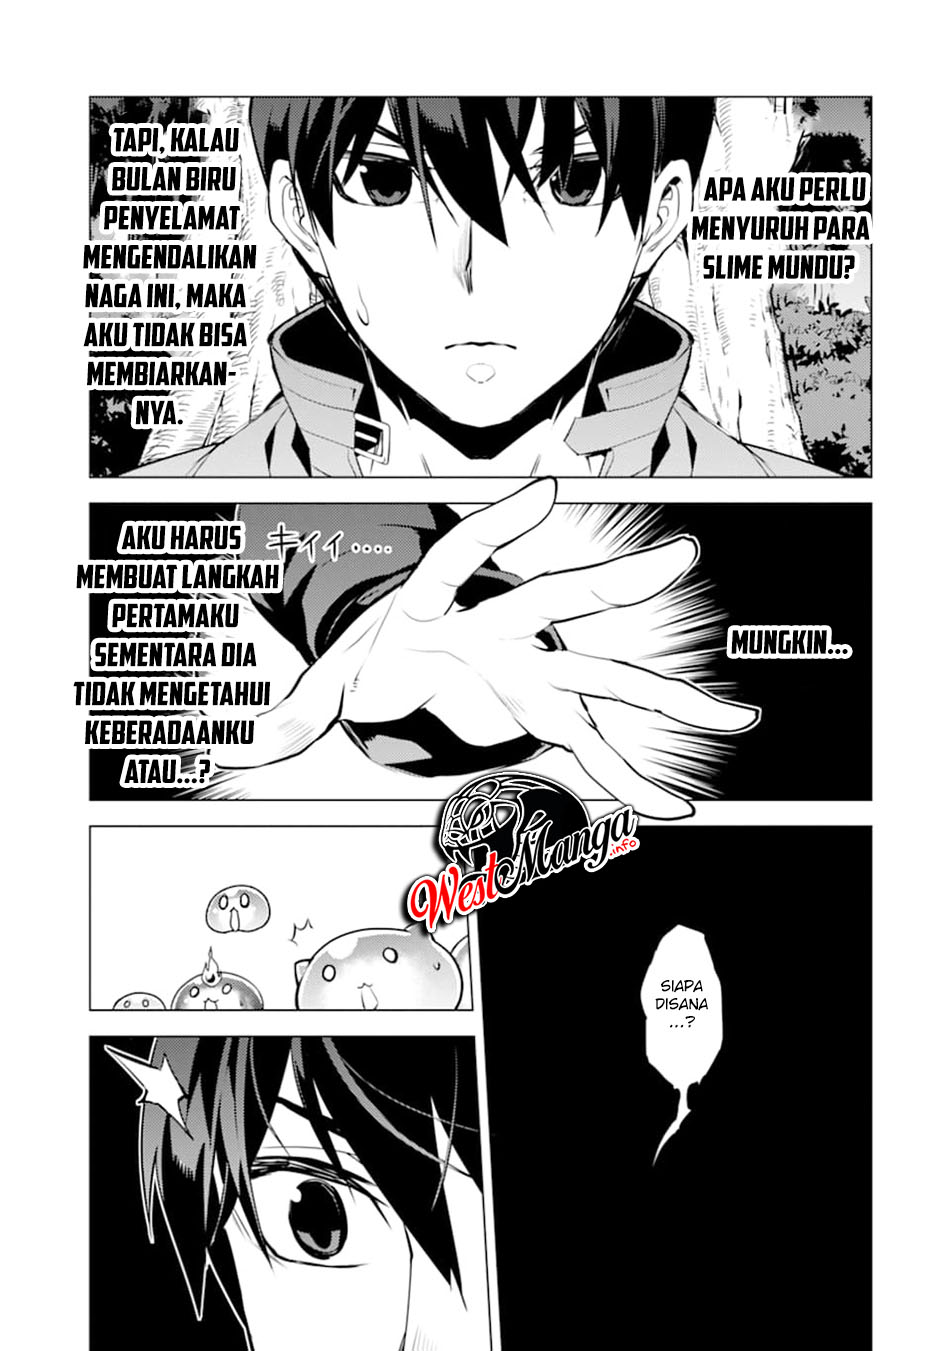 APA AKU PERLU
MENYURUH PARA
SLIME MUNDU?
TAPI, KALAU
BULAN BIRU
PENYELAMAT
MENGENDALIKAN
NAGA INI, MAKA
AKU TIDAK BISA
MEMBIARKAN-
NYA.
MUNGKIN...
キィィ.....
AKU HARUS
MEMBUAT LANGKAH
PERTAMAKU
SEMENTARA DIA
TIDAK MENGETAHUI
KEBERADAANKU
ATAU...?
WestManga
.info
SIAPA
DISANA
...?